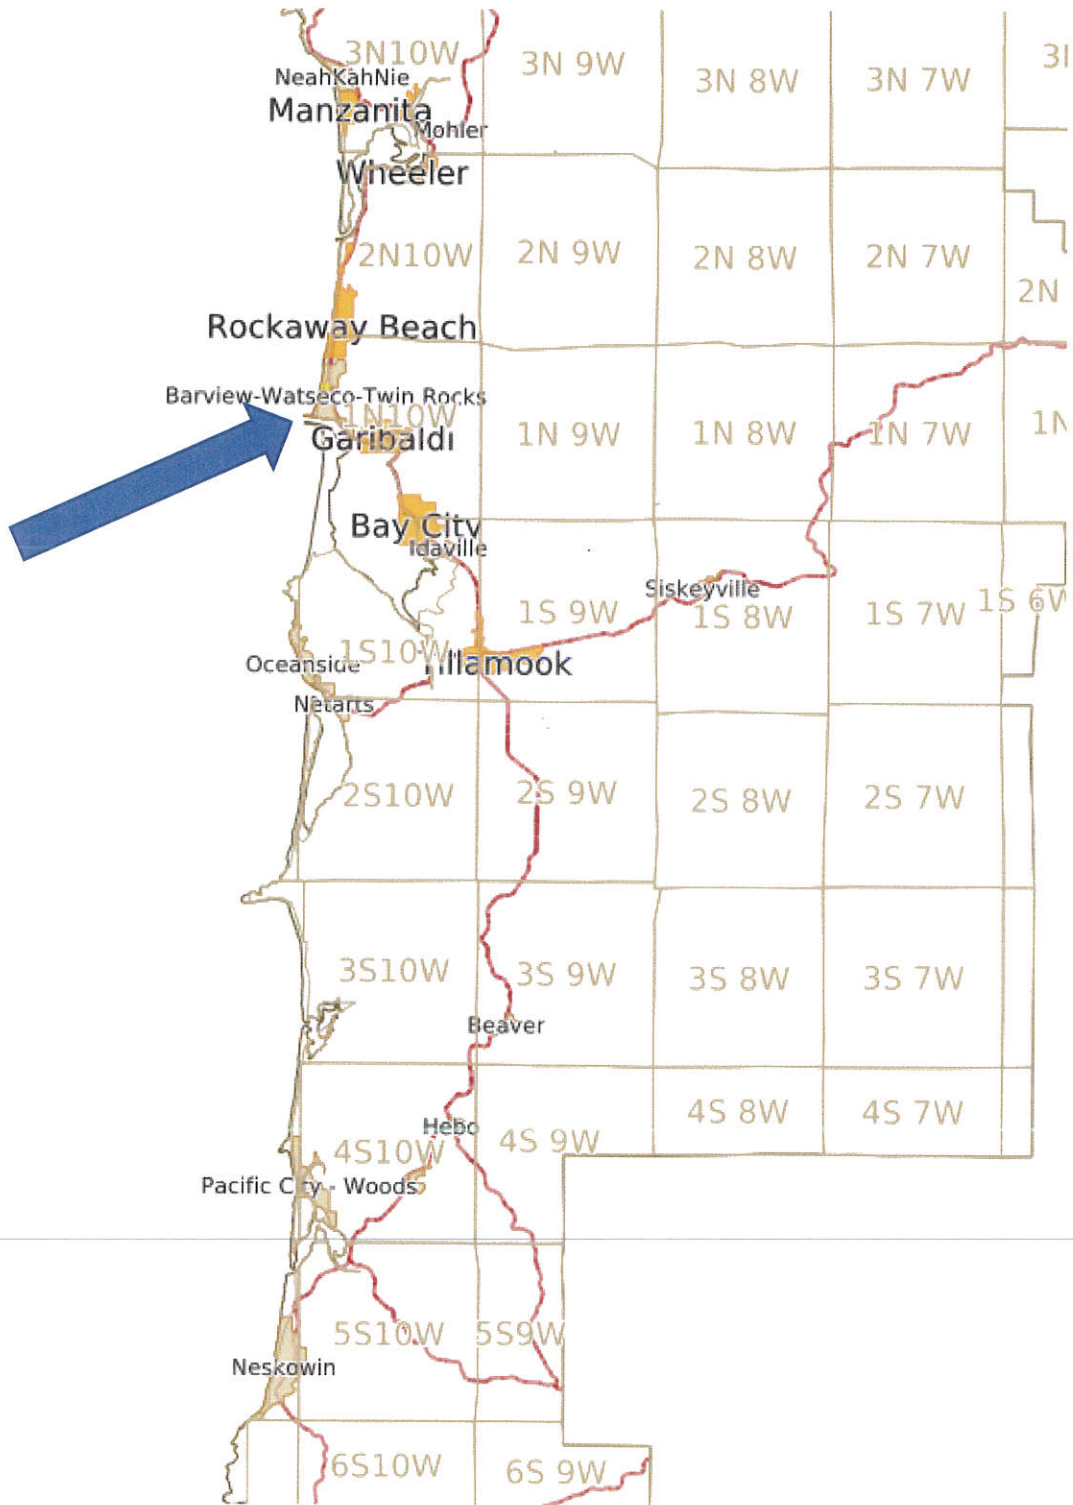 3N10W
3N 9W
3N 8W
3N 7W
NeahKahNie
Manzanita
Mohler
Wheeler
2N10W
2N 9W
2N 8W
2N 7W
2N
Rockaway Beach
Barview-Watseco-Twin Rocks
1N10W
1N 9W
1N 8W
1N 7W
Garibaldi
Bay City
Idaville
Siskeyville
1S 9W
1S 8W
1S 7W
1S10W
Oceanside
Tillamook
Netarts
2S10W
2S 9W
2S 8W
2S 7W
3S10W
3S 9W
3S 8W
3S 7W
Beaver
4S 8W
4S 7W
Hebo
4S10W
4S 9W
Pacific City - Woods
5S10W
5S9W
Neskowin
6S10W
6S 9W